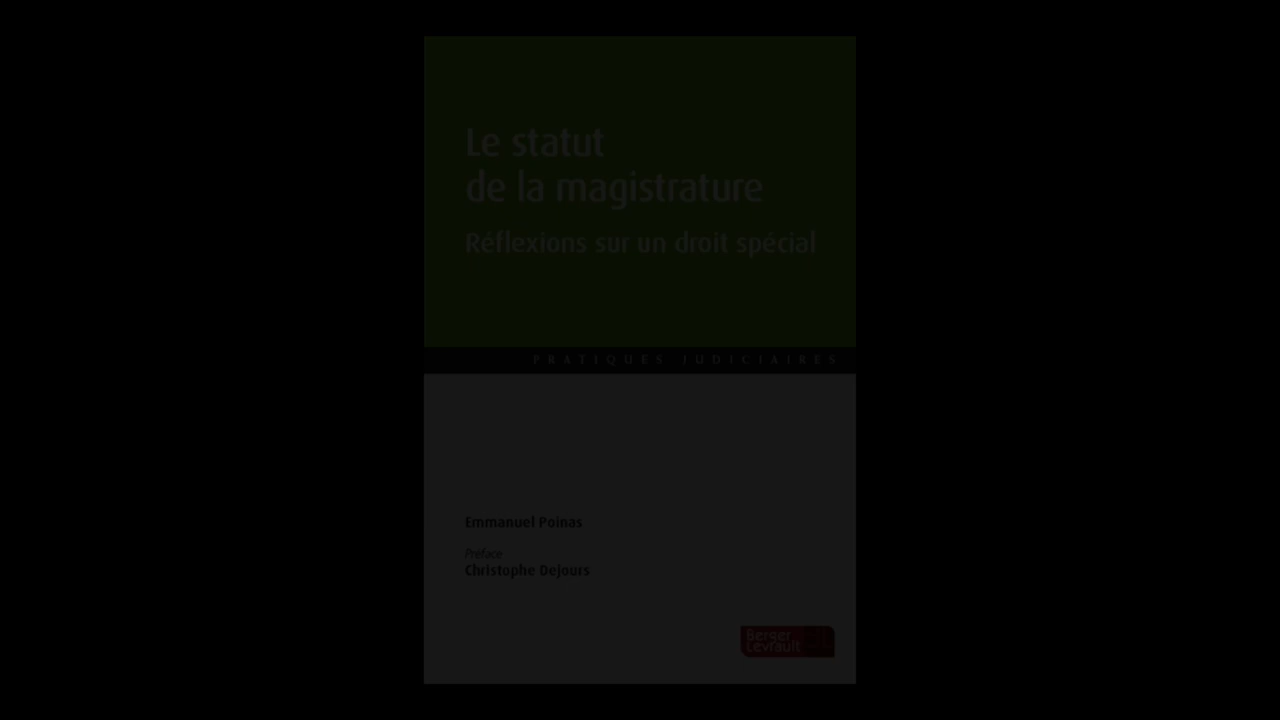 Le statut
de la magistrature
Réflexions sur un droit spécial
PRATIQUES JUDICIAIRES
Emmanuel Poinas
Préface
Christophe Dejours
Berger
Levrault